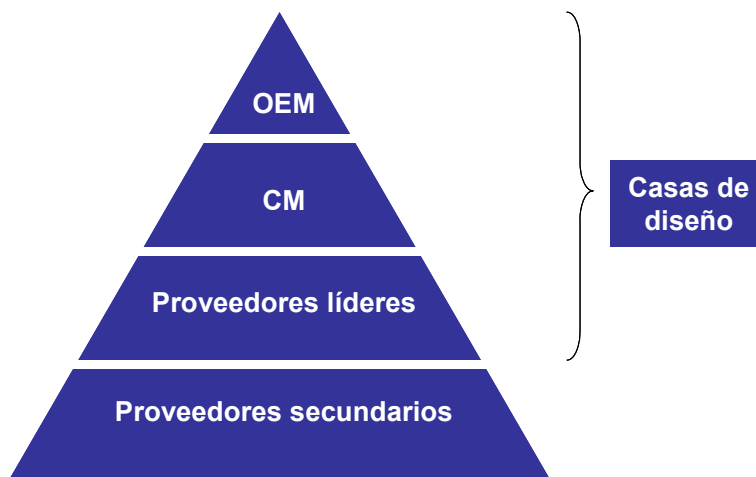 OEM
CM
Proveedores líderes
Proveedores secundarios
Casas de
diseño